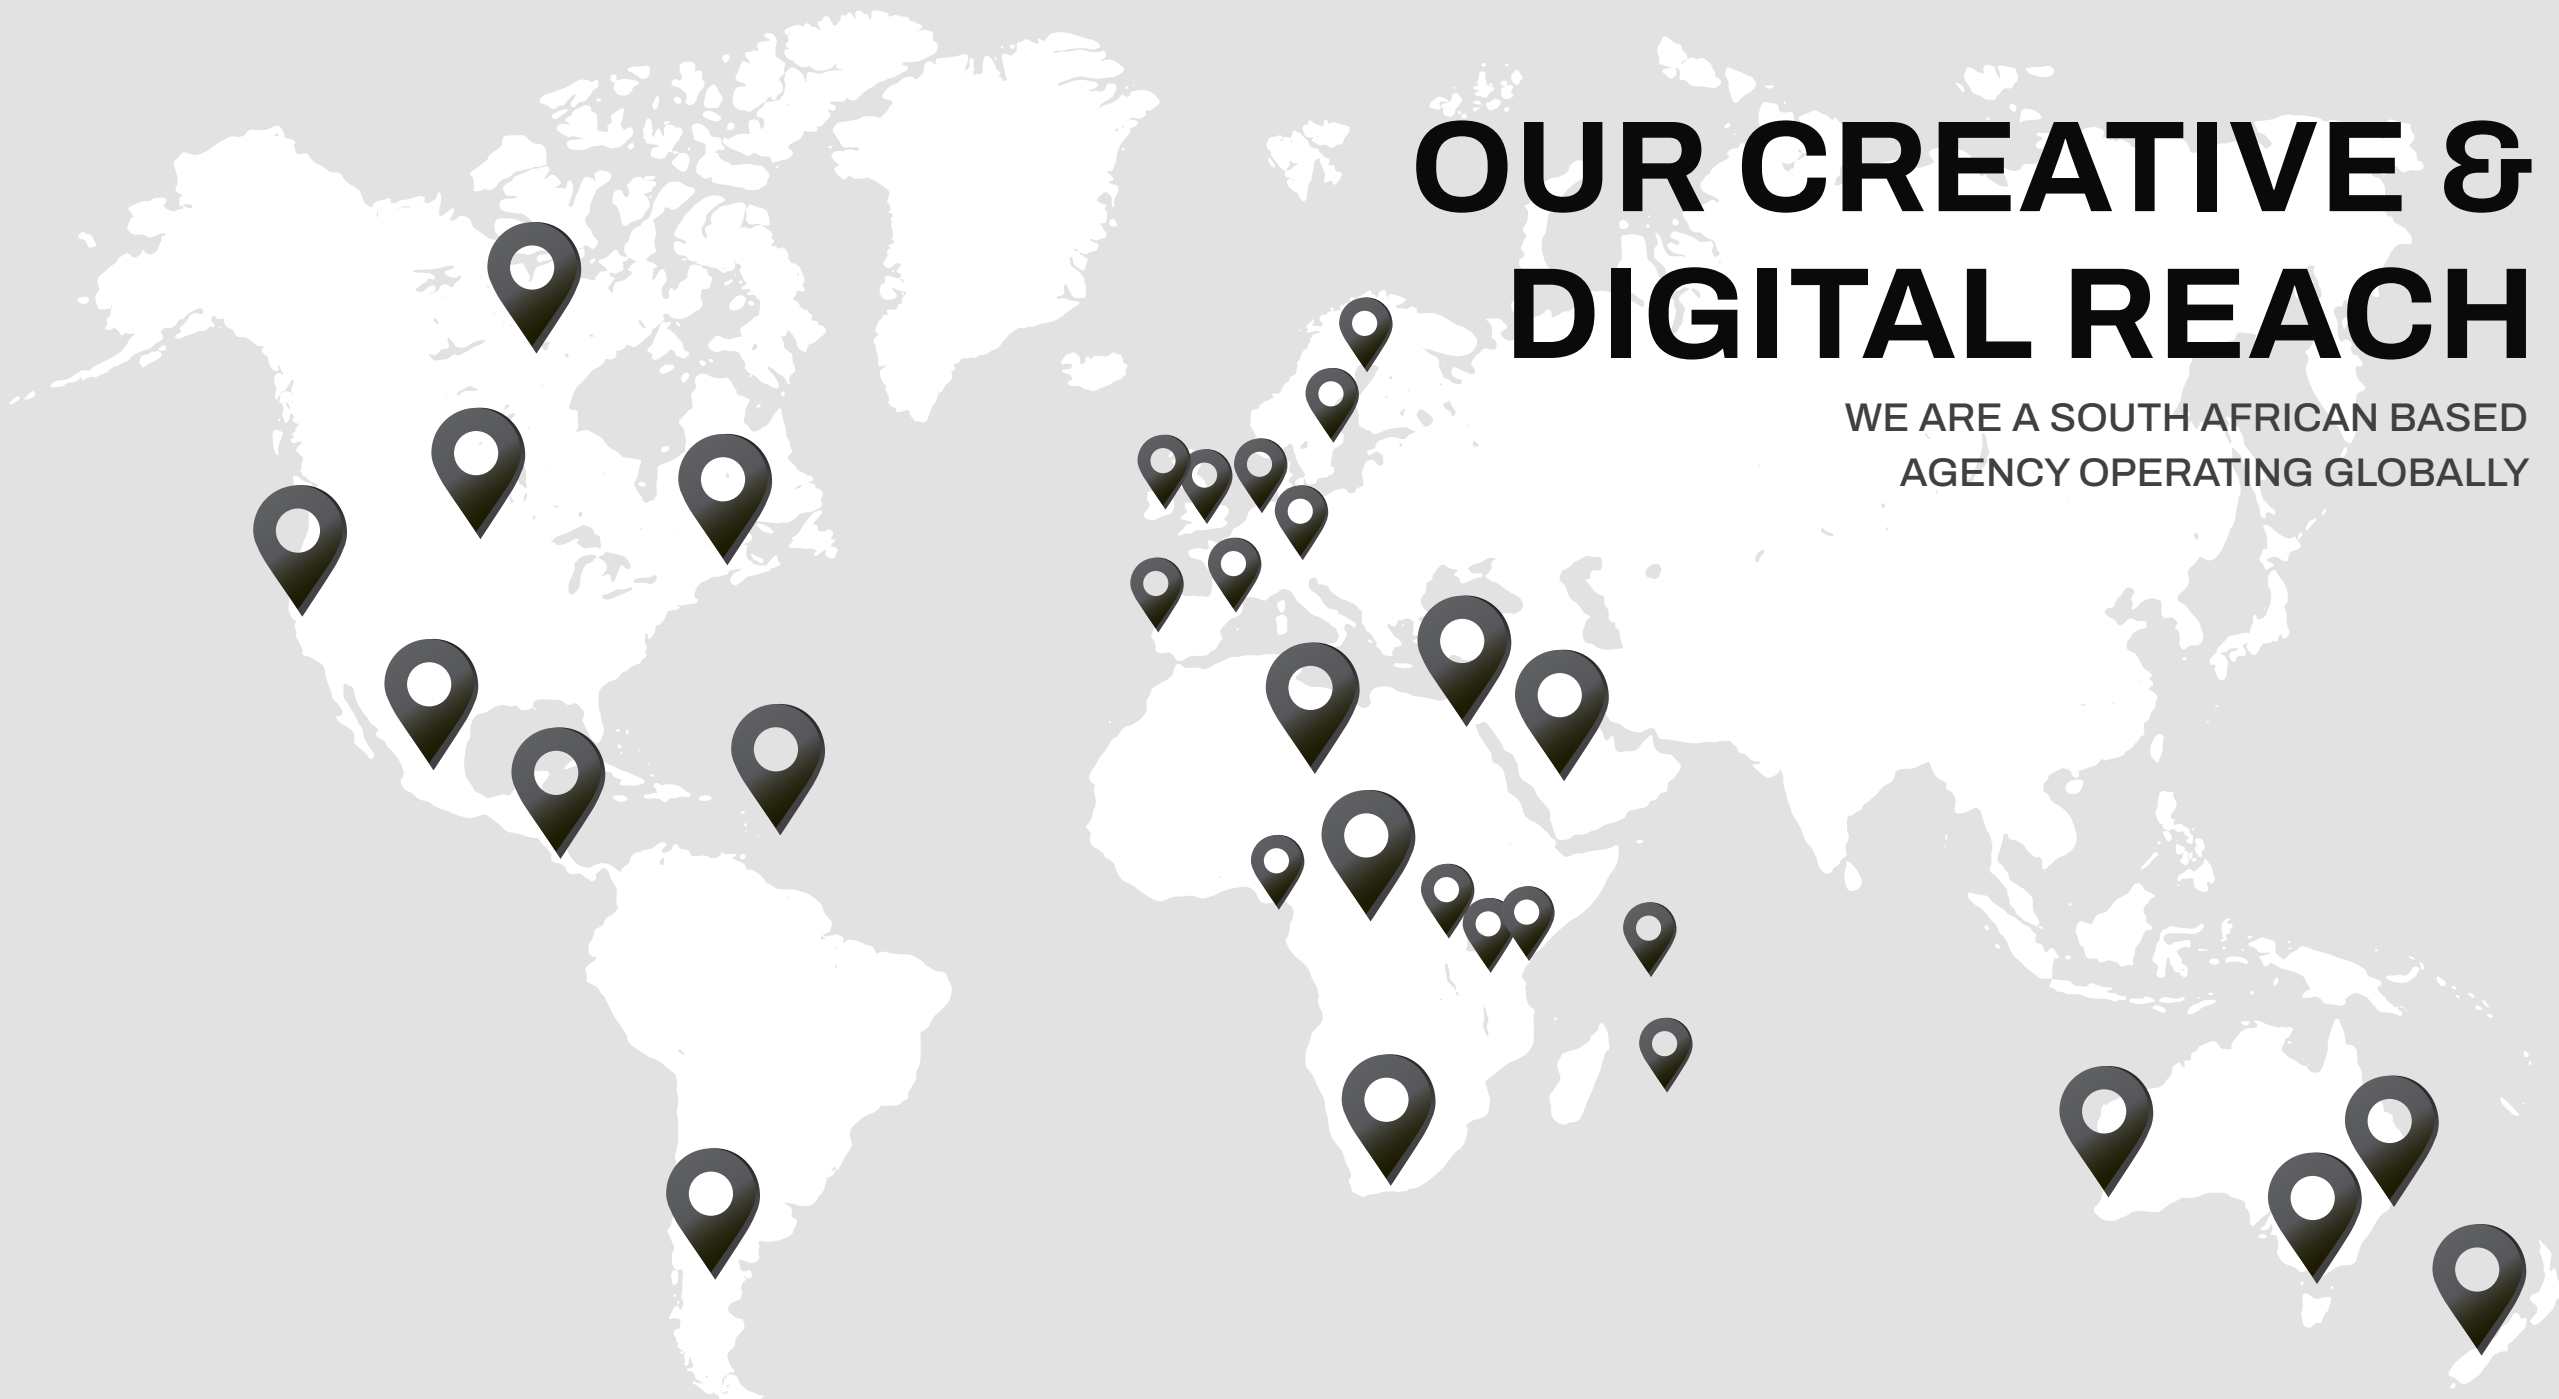 OUR CREATIVE &
DIGITAL REACH
WE ARE A SOUTH AFRICAN BASED
AGENCY OPERATING GLOBALLY